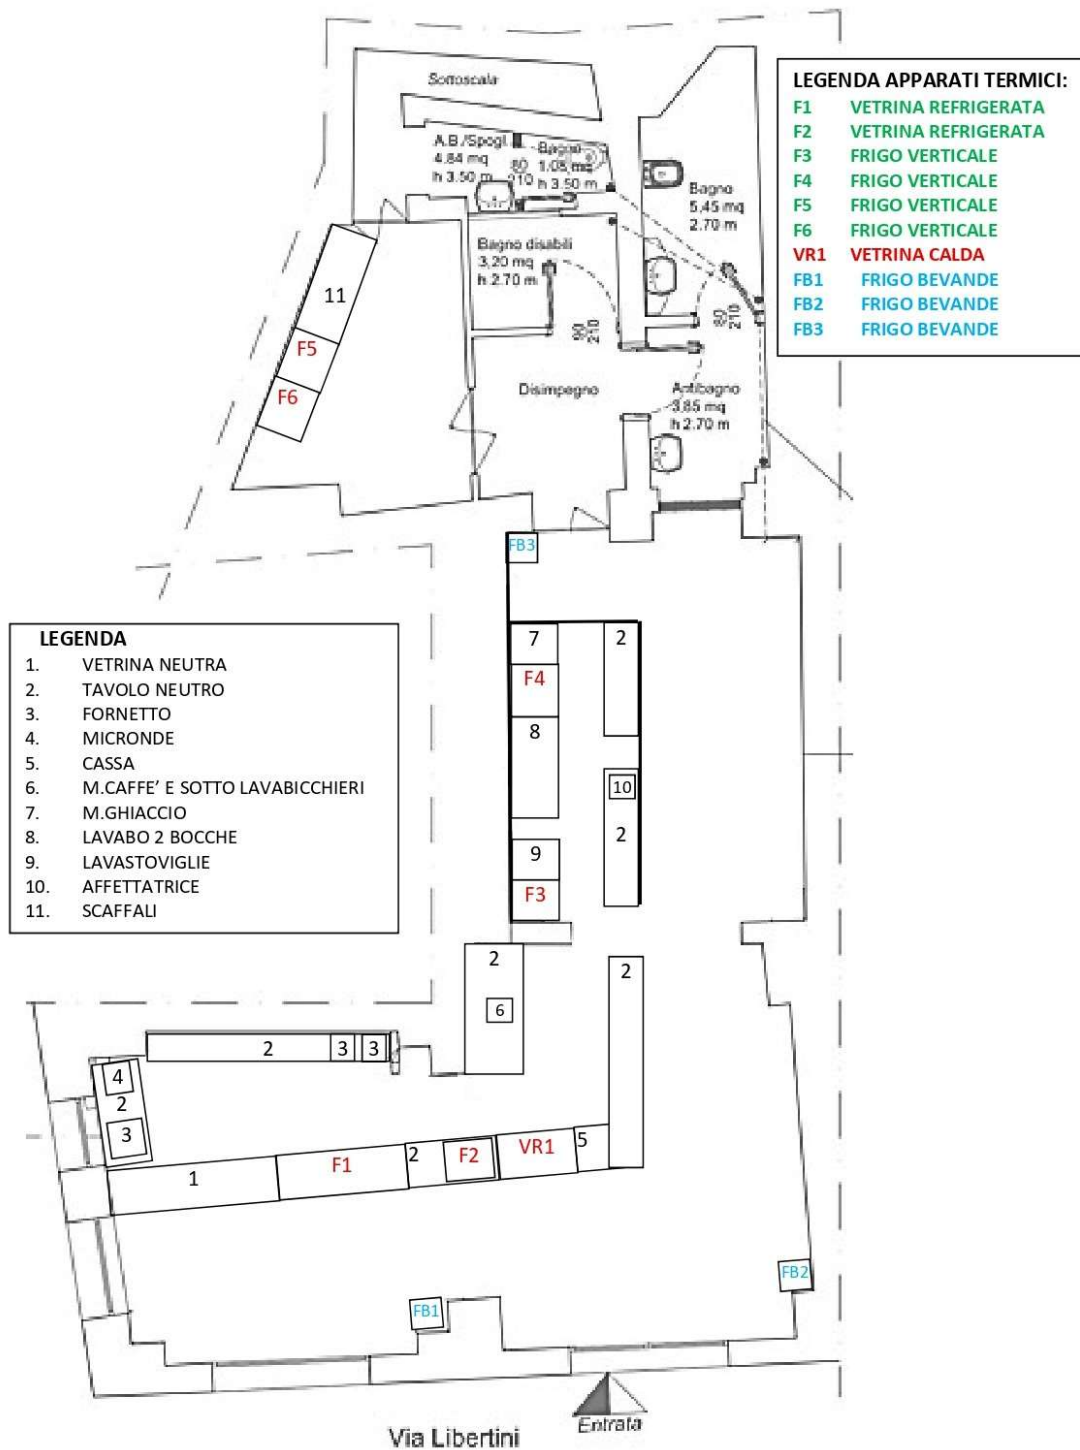 Sottoscala
LEGENDA APPARATI TERMICI:
F1 VETRINA REFRIGERATA
F2 VETRINA REFRIGERATA
F3 FRIGO VERTICALE
F4 FRIGO VERTICALE
F5 FRIGO VERTICALE
F6 FRIGO VERTICALE
VR1 VETRINA CALDA
FB1 FRIGO BEVANDE
FB2 FRIGO BEVANDE
FB3 FRIGO BEVANDE
A.B./Spogl.
4.84 mq
h 3.50 m
80
210
Bagno
1.05 mq
h 3.50 m
Bagno
5,45 mq
2.70 m
Bagno disabili
3,20 mq
h 2.70 m
90
210
80
210
11
F5
F6
Disimpegno
Antibagno
3,85 mq
h 2.70 m
FB3
LEGENDA
1. VETRINA NEUTRA
2. TAVOLO NEUTRO
3. FORNETTO
4. MICRONDE
5. CASSA
6. M.CAFFE’ E SOTTO LAVABICCHIERI
7. M.GHIACCIO
8. LAVABO 2 BOCCHE
9. LAVASTOVIGLIE
10. AFFETTATRICE
11. SCAFFALI
7
2
F4
8
10
2
9
F3
2
2
6
2
3
3
4
2
3
1
F1
2
F2
VR1
5
FB2
FB1
Entrata
Via Libertini